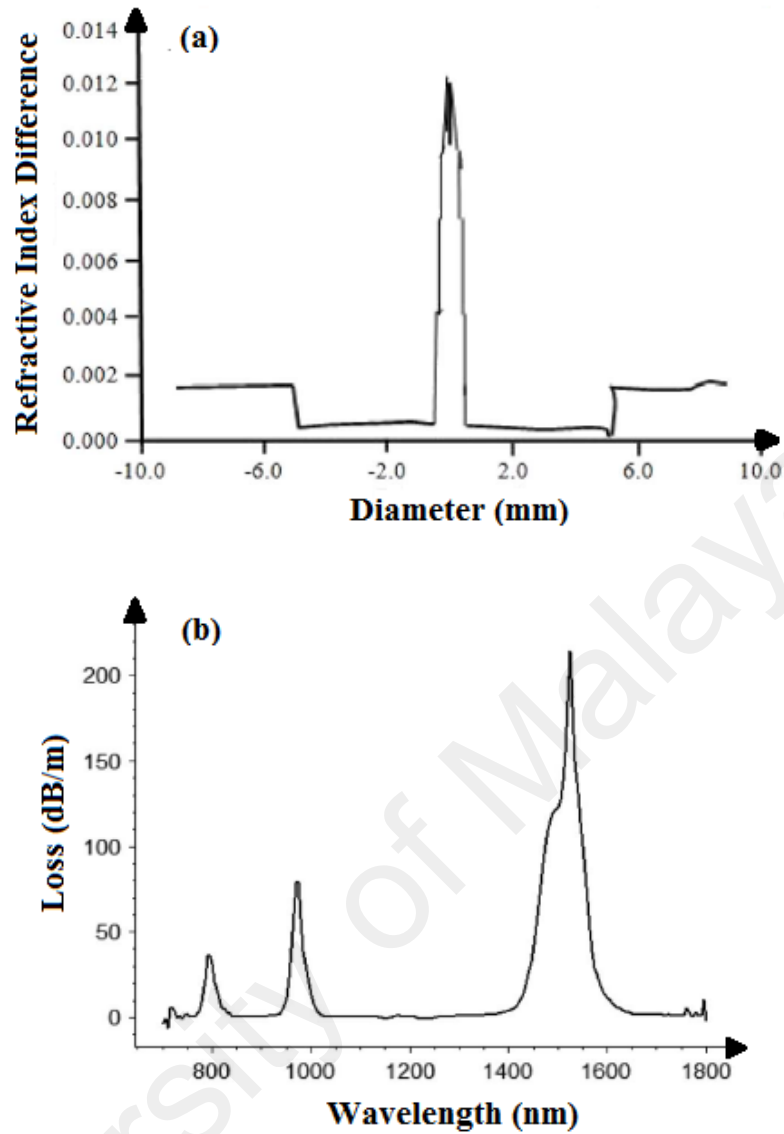 (a)
Refractive Index Difference
0.014
0.012
0.010
0.008
0.006
0.004
0.002
0.000
-10.0 -6.0 -2.0 2.0 6.0 10.0
Diameter (mm)
(b)
Loss (dB/m)
200
150
100
50
0
800 1000 1200 1400 1600 1800
Wavelength (nm)
ersity of Malaya